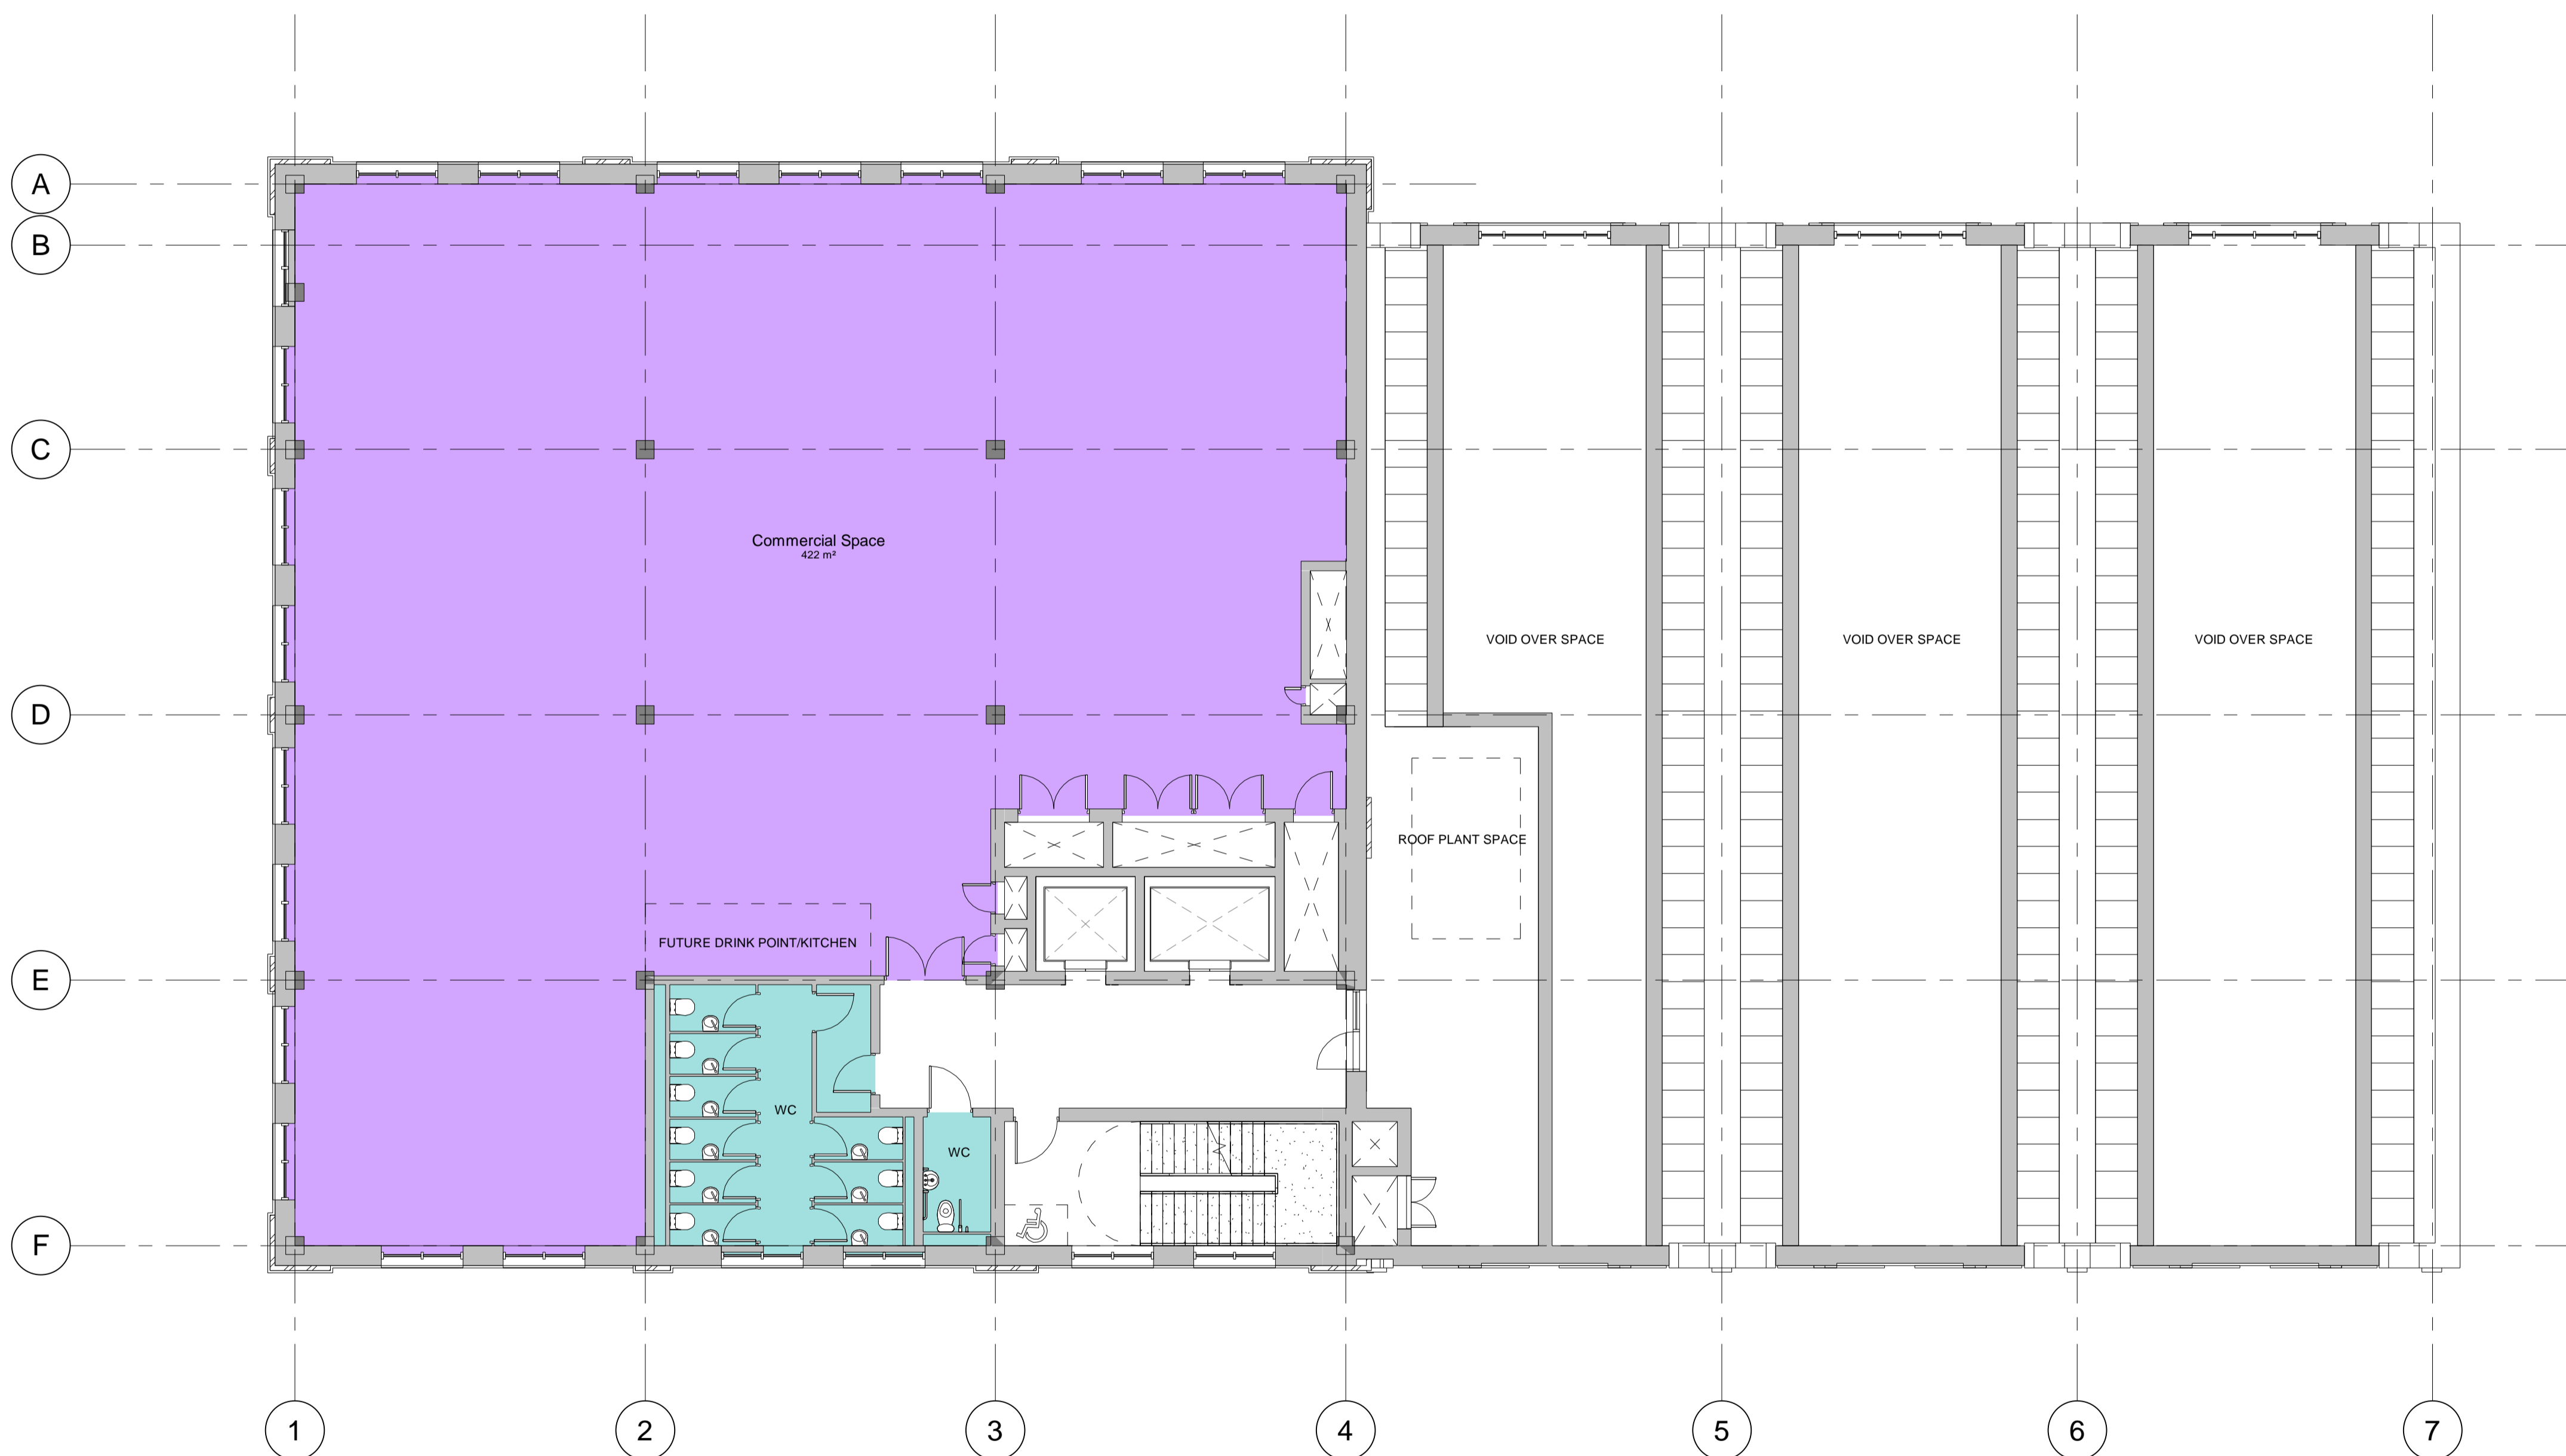 A
B
C
Commercial Space
422 m²
VOID OVER SPACE
VOID OVER SPACE
VOID OVER SPACE
D
ROOF PLANT SPACE
FUTURE DRINK POINT/KITCHEN
E
WC
WC
F
1
2
3
4
5
6
7